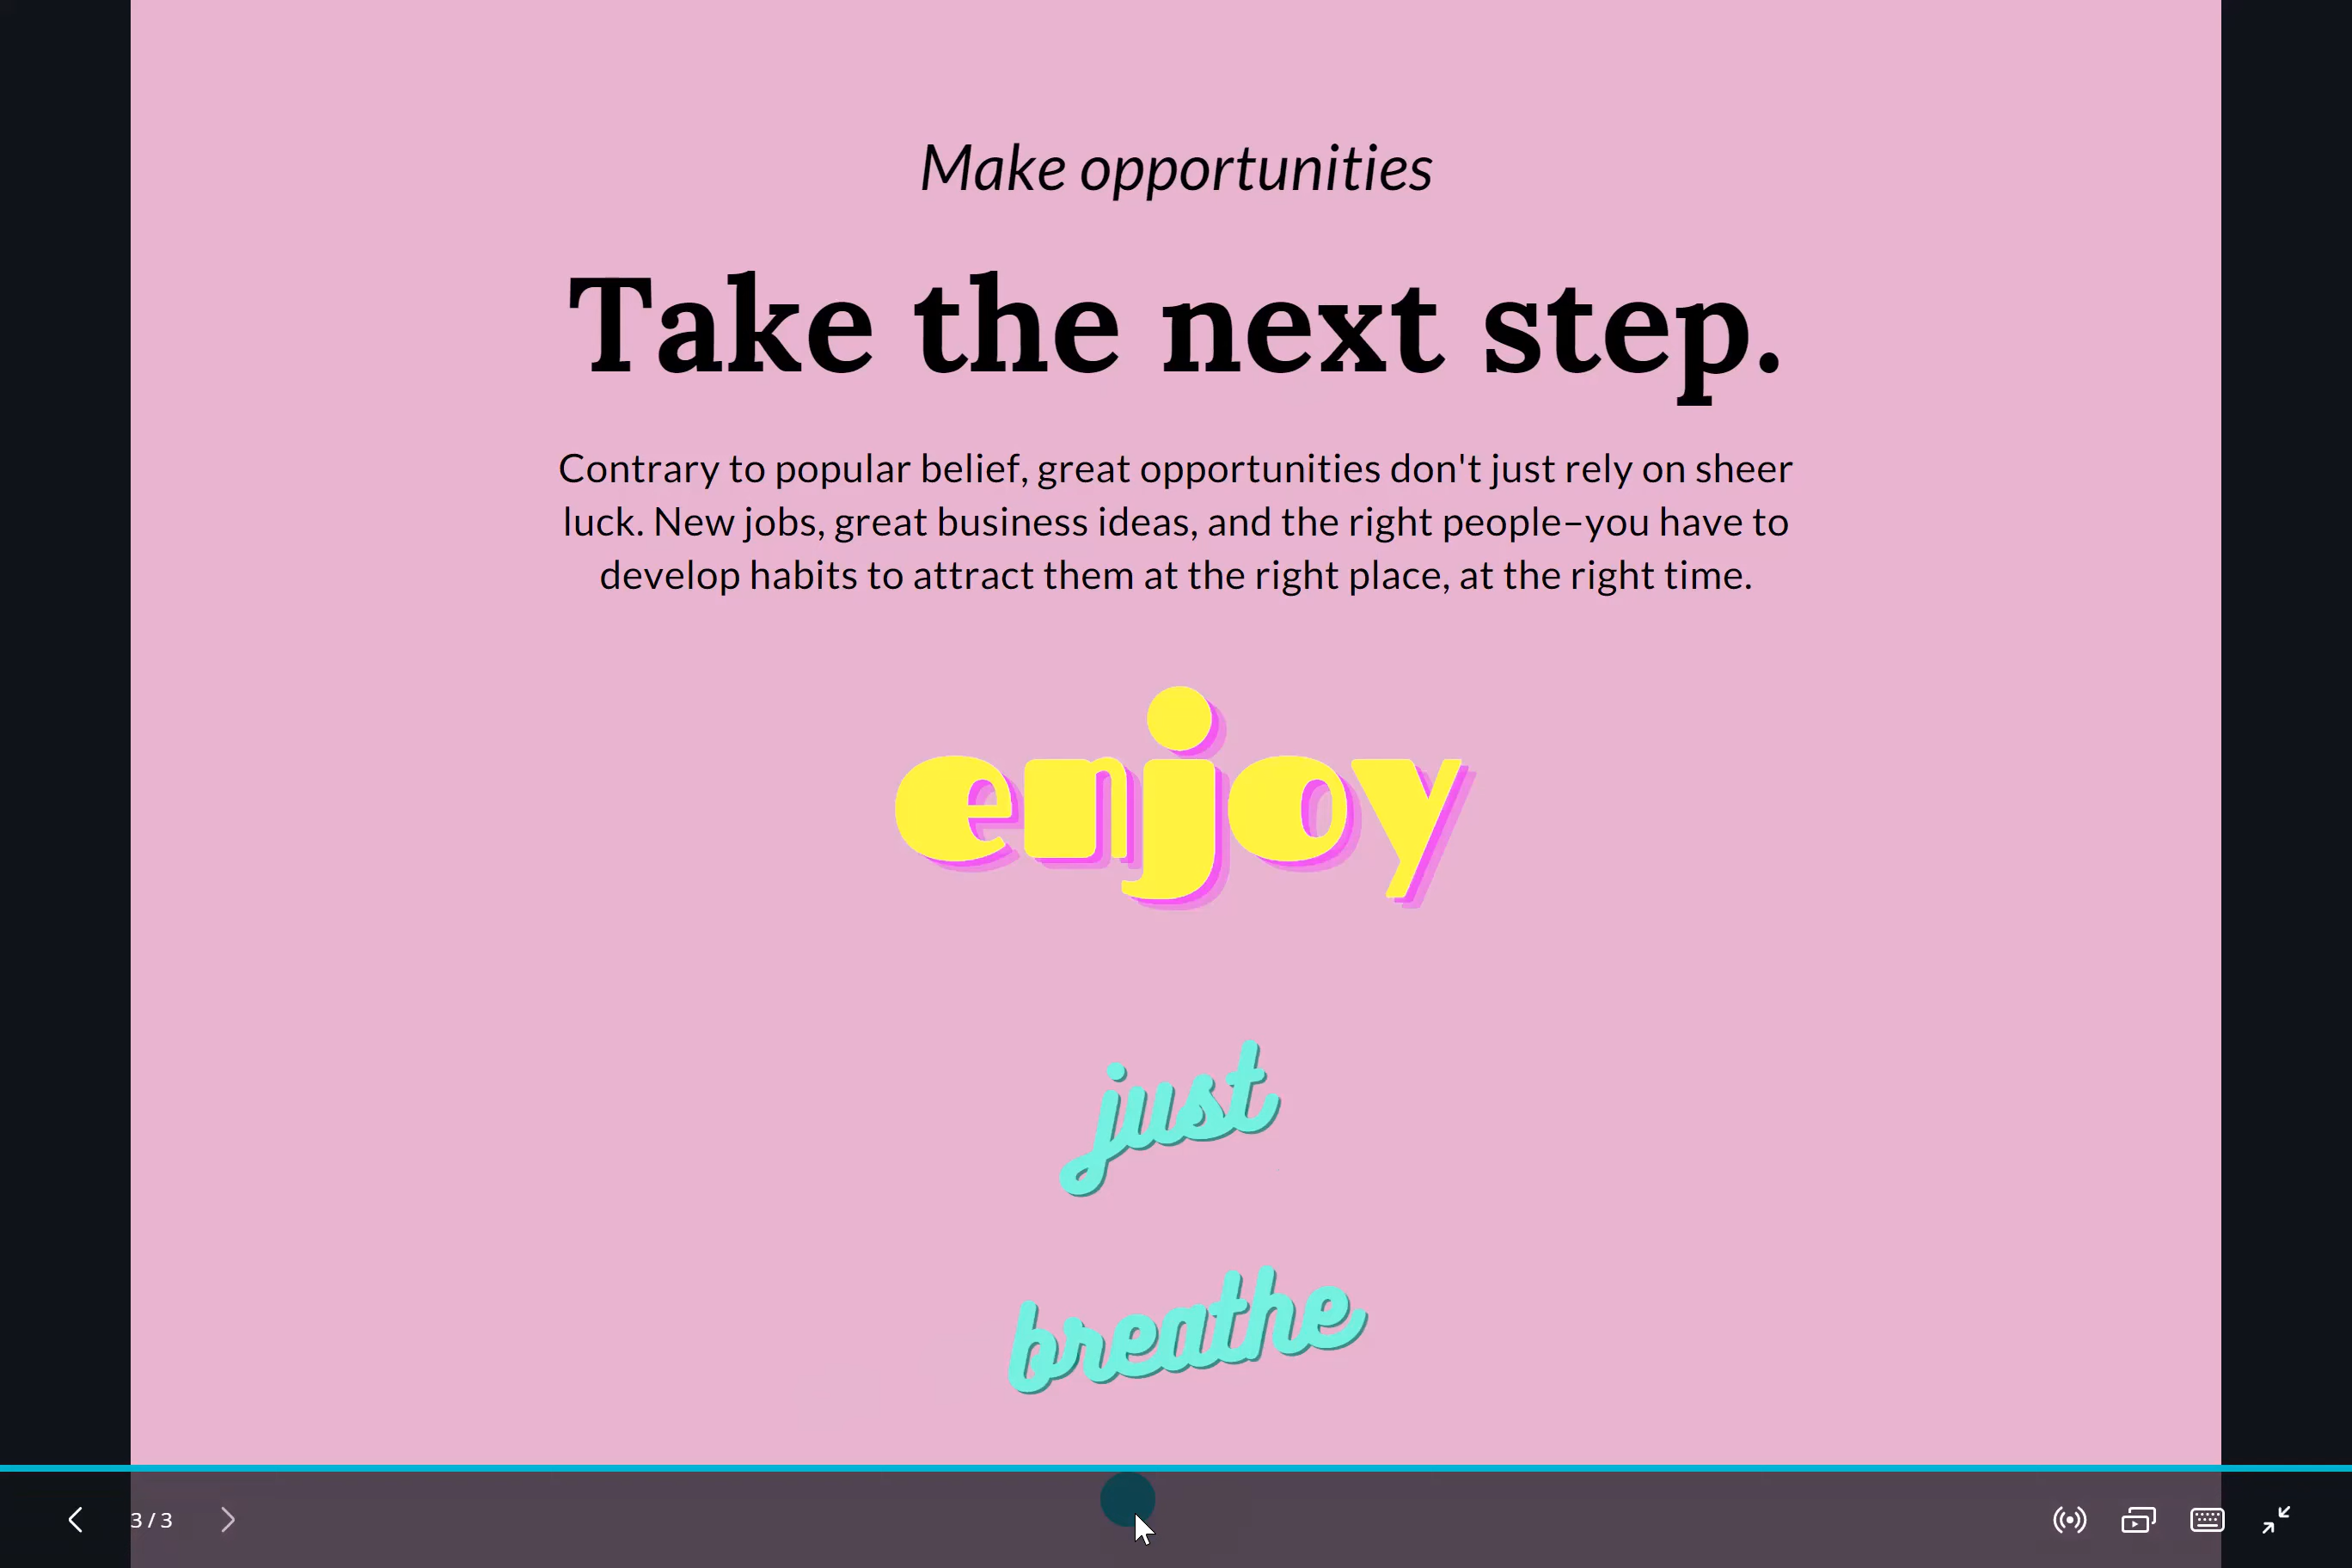 Make opportunities
Take the next step.
Contrary to popular belief, great opportunities don't just rely on sheer
luck. New jobs, great business ideas, and the right people–you have to
develop habits to attract them at the right place, at the right time.
enjoy
just
breathe
3 / 3